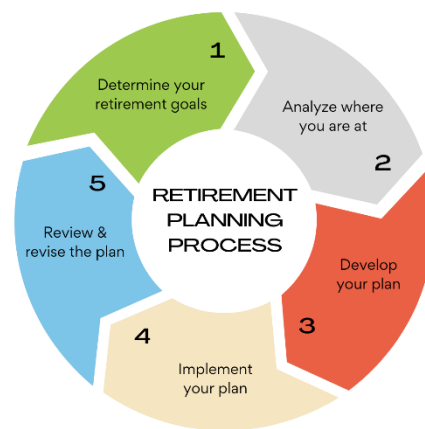 RETIREMENT
PLANNING
PROCESS
1
Determine your
retirement goals
Analyze where
you are at
2
Develop
your plan
3
4
Implement
your plan
5
Review &
revise the plan